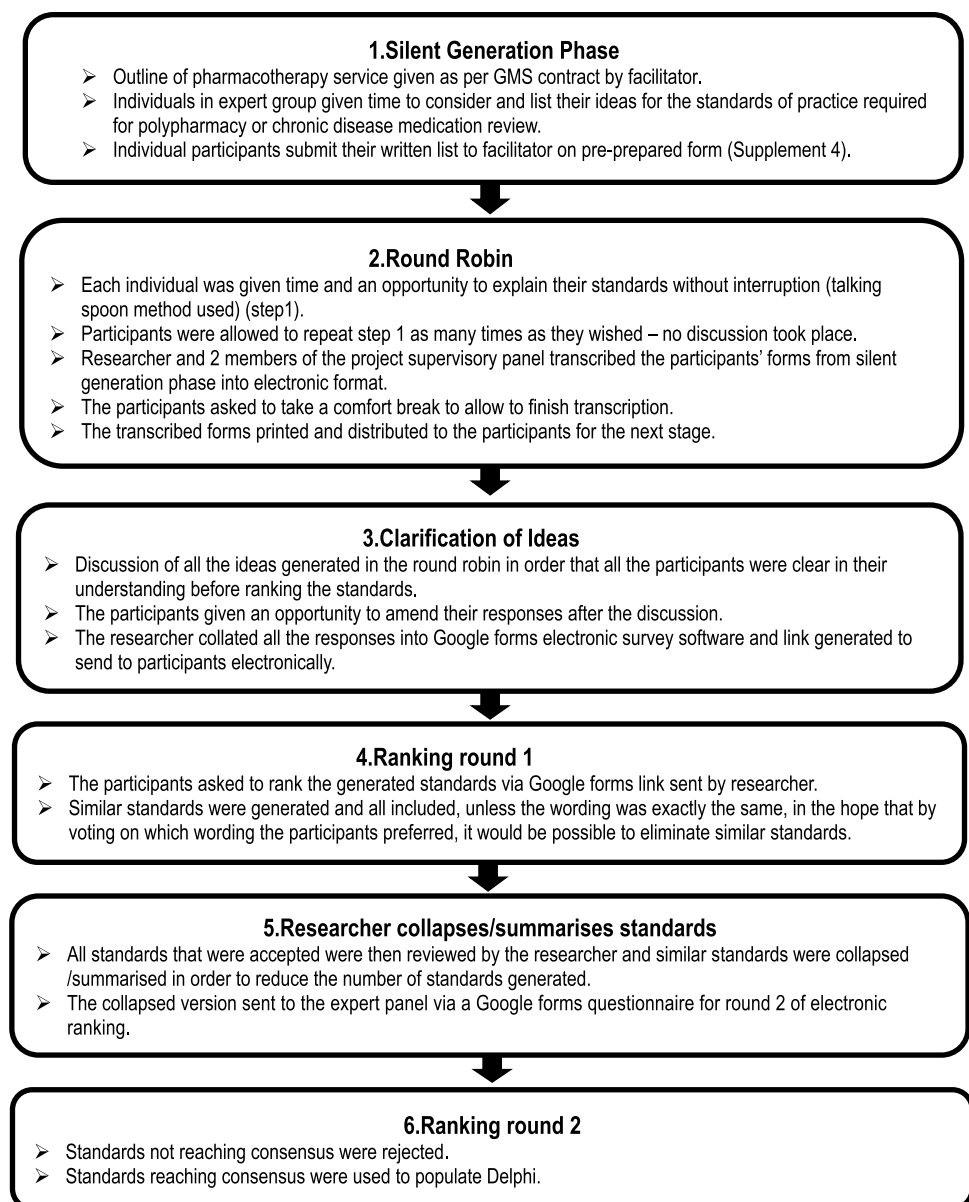 1.Silent Generation Phase
➢ Outline of pharmacotherapy service given as per GMS contract by facilitator.
➢ Individuals in expert group given time to consider and list their ideas for the standards of practice required
for polypharmacy or chronic disease medication review.
➢ Individual participants submit their written list to facilitator on pre-prepared form (Supplement 4).
2.Round Robin
➢ Each individual was given time and an opportunity to explain their standards without interruption (talking
spoon method used) (step1).
➢ Participants were allowed to repeat step 1 as many times as they wished – no discussion took place.
➢ Researcher and 2 members of the project supervisory panel transcribed the participants’ forms from silent
generation phase into electronic format.
➢ The participants asked to take a comfort break to allow to finish transcription.
➢ The transcribed forms printed and distributed to the participants for the next stage.
3.Clarification of Ideas
➢ Discussion of all the ideas generated in the round robin in order that all the participants were clear in their
understanding before ranking the standards.
➢ The participants given an opportunity to amend their responses after the discussion.
➢ The researcher collated all the responses into Google forms electronic survey software and link generated to
send to participants electronically.
4.Ranking round 1
➢ The participants asked to rank the generated standards via Google forms link sent by researcher.
➢ Similar standards were generated and all included, unless the wording was exactly the same, in the hope that by
voting on which wording the participants preferred, it would be possible to eliminate similar standards.
5.Researcher collapses/summarises standards
➢ All standards that were accepted were then reviewed by the researcher and similar standards were collapsed
/summarised in order to reduce the number of standards generated.
➢ The collapsed version sent to the expert panel via a Google forms questionnaire for round 2 of electronic
ranking.
6.Ranking round 2
➢ Standards not reaching consensus were rejected.
➢ Standards reaching consensus were used to populate Delphi.